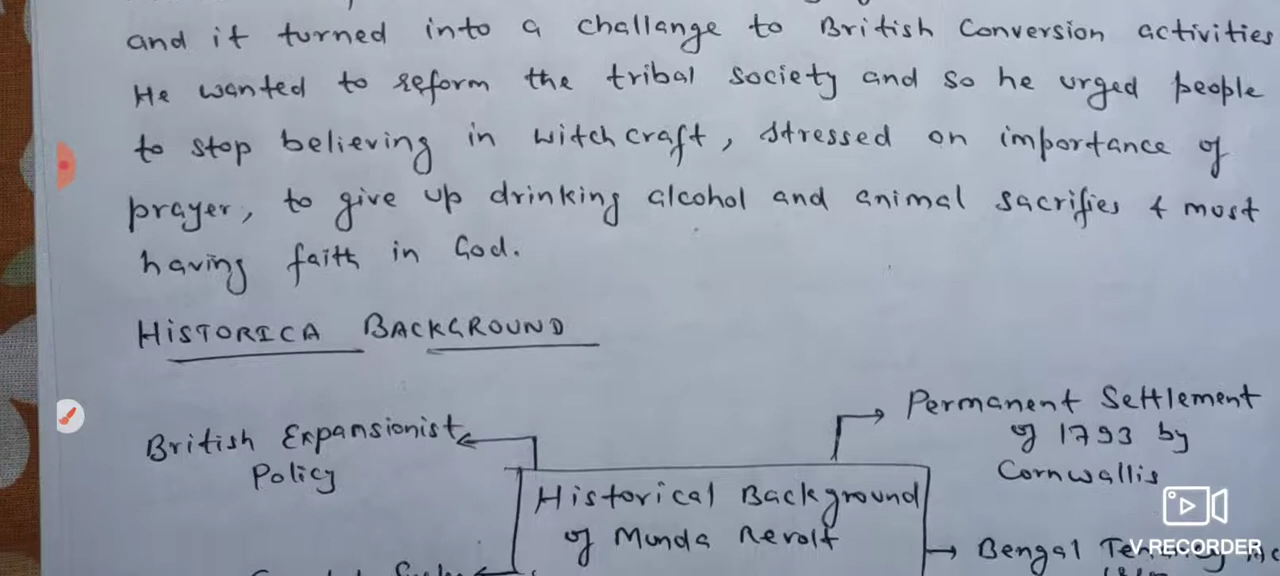 and it turned into a challange to British Conversion activities
He wanted to reform the tribal society and so he urged people
to stop believing in witch craft, stressed on importance of
prayer, to give up drinking alcohol and animal sacrifies & most
having faith in God.
HISTORICA BACKGROUND
British Expansionist
Policy
Permanent Settlement
of 1793 by
Cornwallis
Historical Background
of Munda Revolt
Bengal
V RECORDER